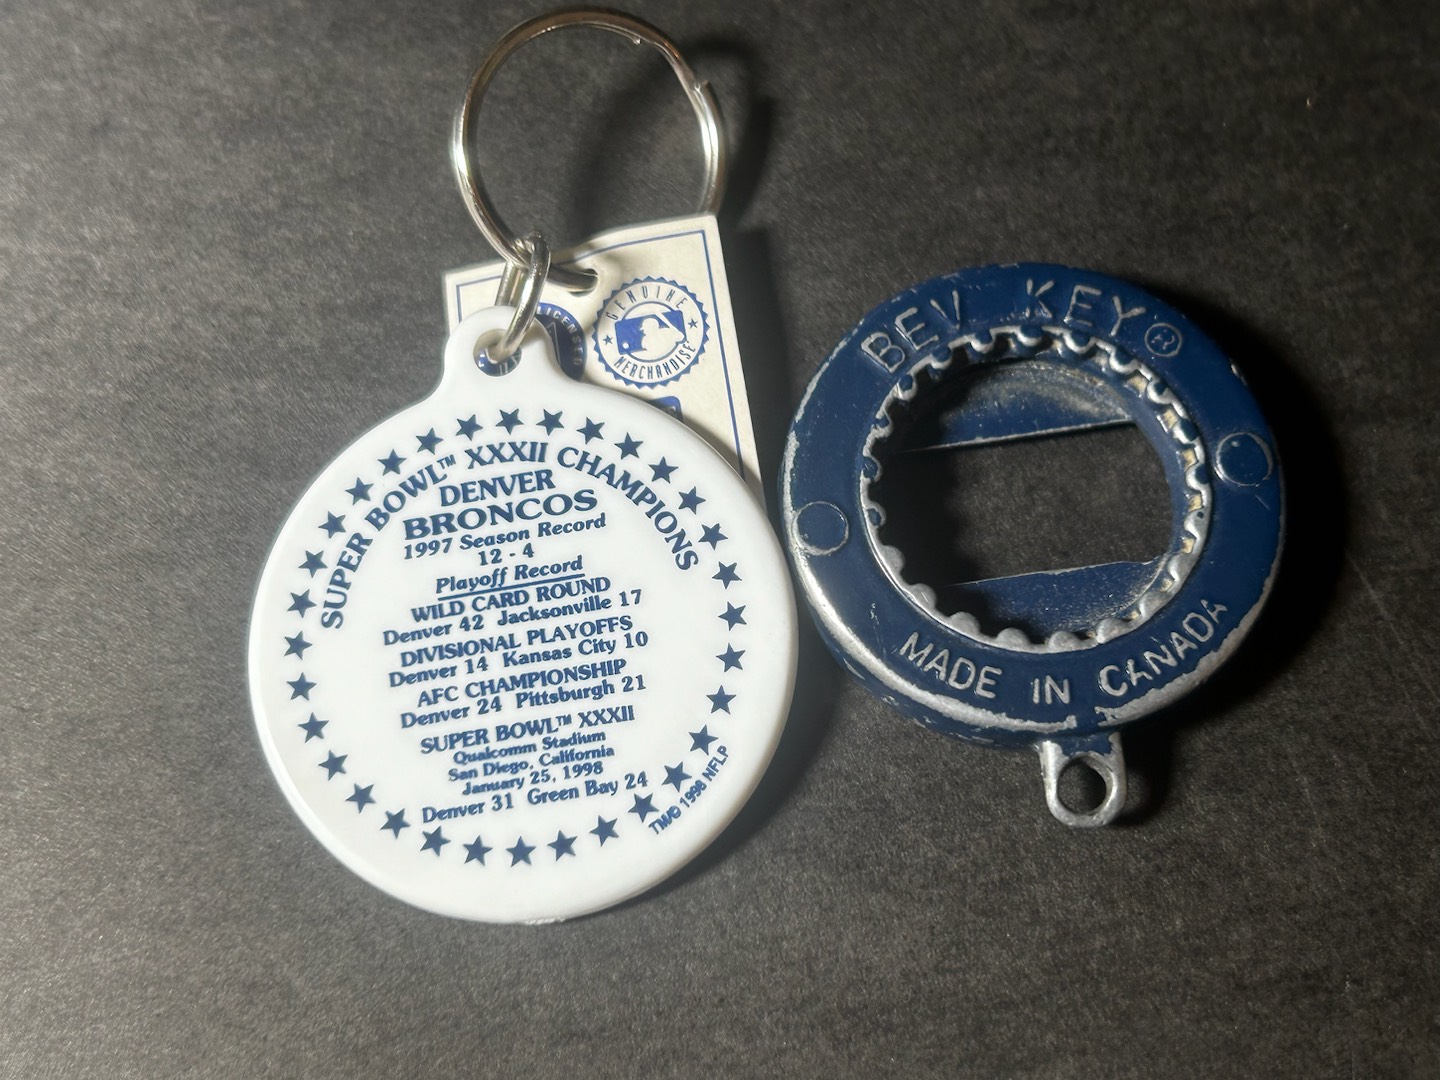 GENUINE
MERCHANDISE
SUPER BOWL™ XXXII CHAMPIONS
DENVER
BRONCOS
1997 Season Record
12 - 4
Playoff Record
WILD CARD ROUND
Denver 42 Jacksonville 17
DIVISIONAL PLAYOFFS
Denver 14 Kansas City 10
AFC CHAMPIONSHIP
Denver 24 Pittsburgh 21
SUPER BOWL™ XXXII
Qualcomm Stadium
San Diego, California
January 25, 1998
Denver 31 Green Bay 24
TM/© 1998 NFLP
BEV KEY®
MADE IN CANADA